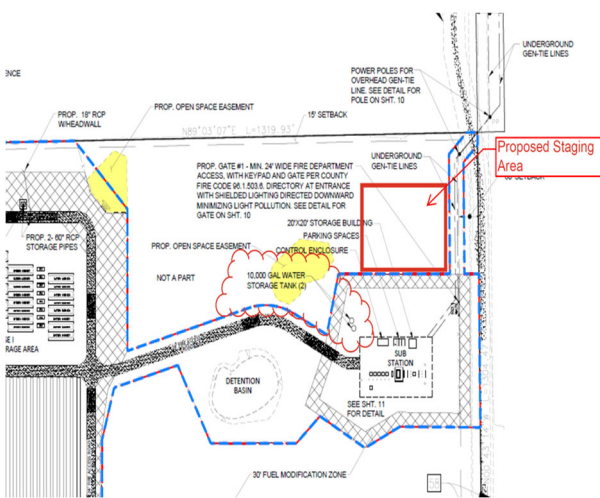 UNDERGROUND
GEN-TIE LINES
POWER POLES FOR
OVERHEAD GEN-TIE
LINE. SEE DETAIL FOR
POLE ON SHT. 10
ENCE
PROP. 18" RCP
W/HEADWALL
PROP. OPEN SPACE EASEMENT
15' SETBACK
N89°03'07"E L=1319.93'
Proposed Staging
Area
PROP. GATE #1 - MIN. 24' WIDE FIRE DEPARTMENT
ACCESS, WITH KEYPAD AND GATE PER COUNTY
FIRE CODE 96.1.503.6. DIRECTORY AT ENTRANCE
WITH SHIELDED LIGHTING DIRECTED DOWNWARD
MINIMIZING LIGHT POLLUTION. SEE DETAIL FOR
GATE ON SHT. 10
UNDERGROUND
GEN-TIE LINES
20'X20' STORAGE BUILDING
PARKING SPACES
CONTROL ENCLOSURE
PROP. 2- 60" RCP
STORAGE PIPES
PROP. OPEN SPACE EASEMENT
NOT A PART
10,000 GAL WATER
STORAGE TANK (2)
RAGE AREA
SUB
STATION
DETENTION
BASIN
SEE SHT. 11
FOR DETAIL
30' FUEL MODIFICATION ZONE